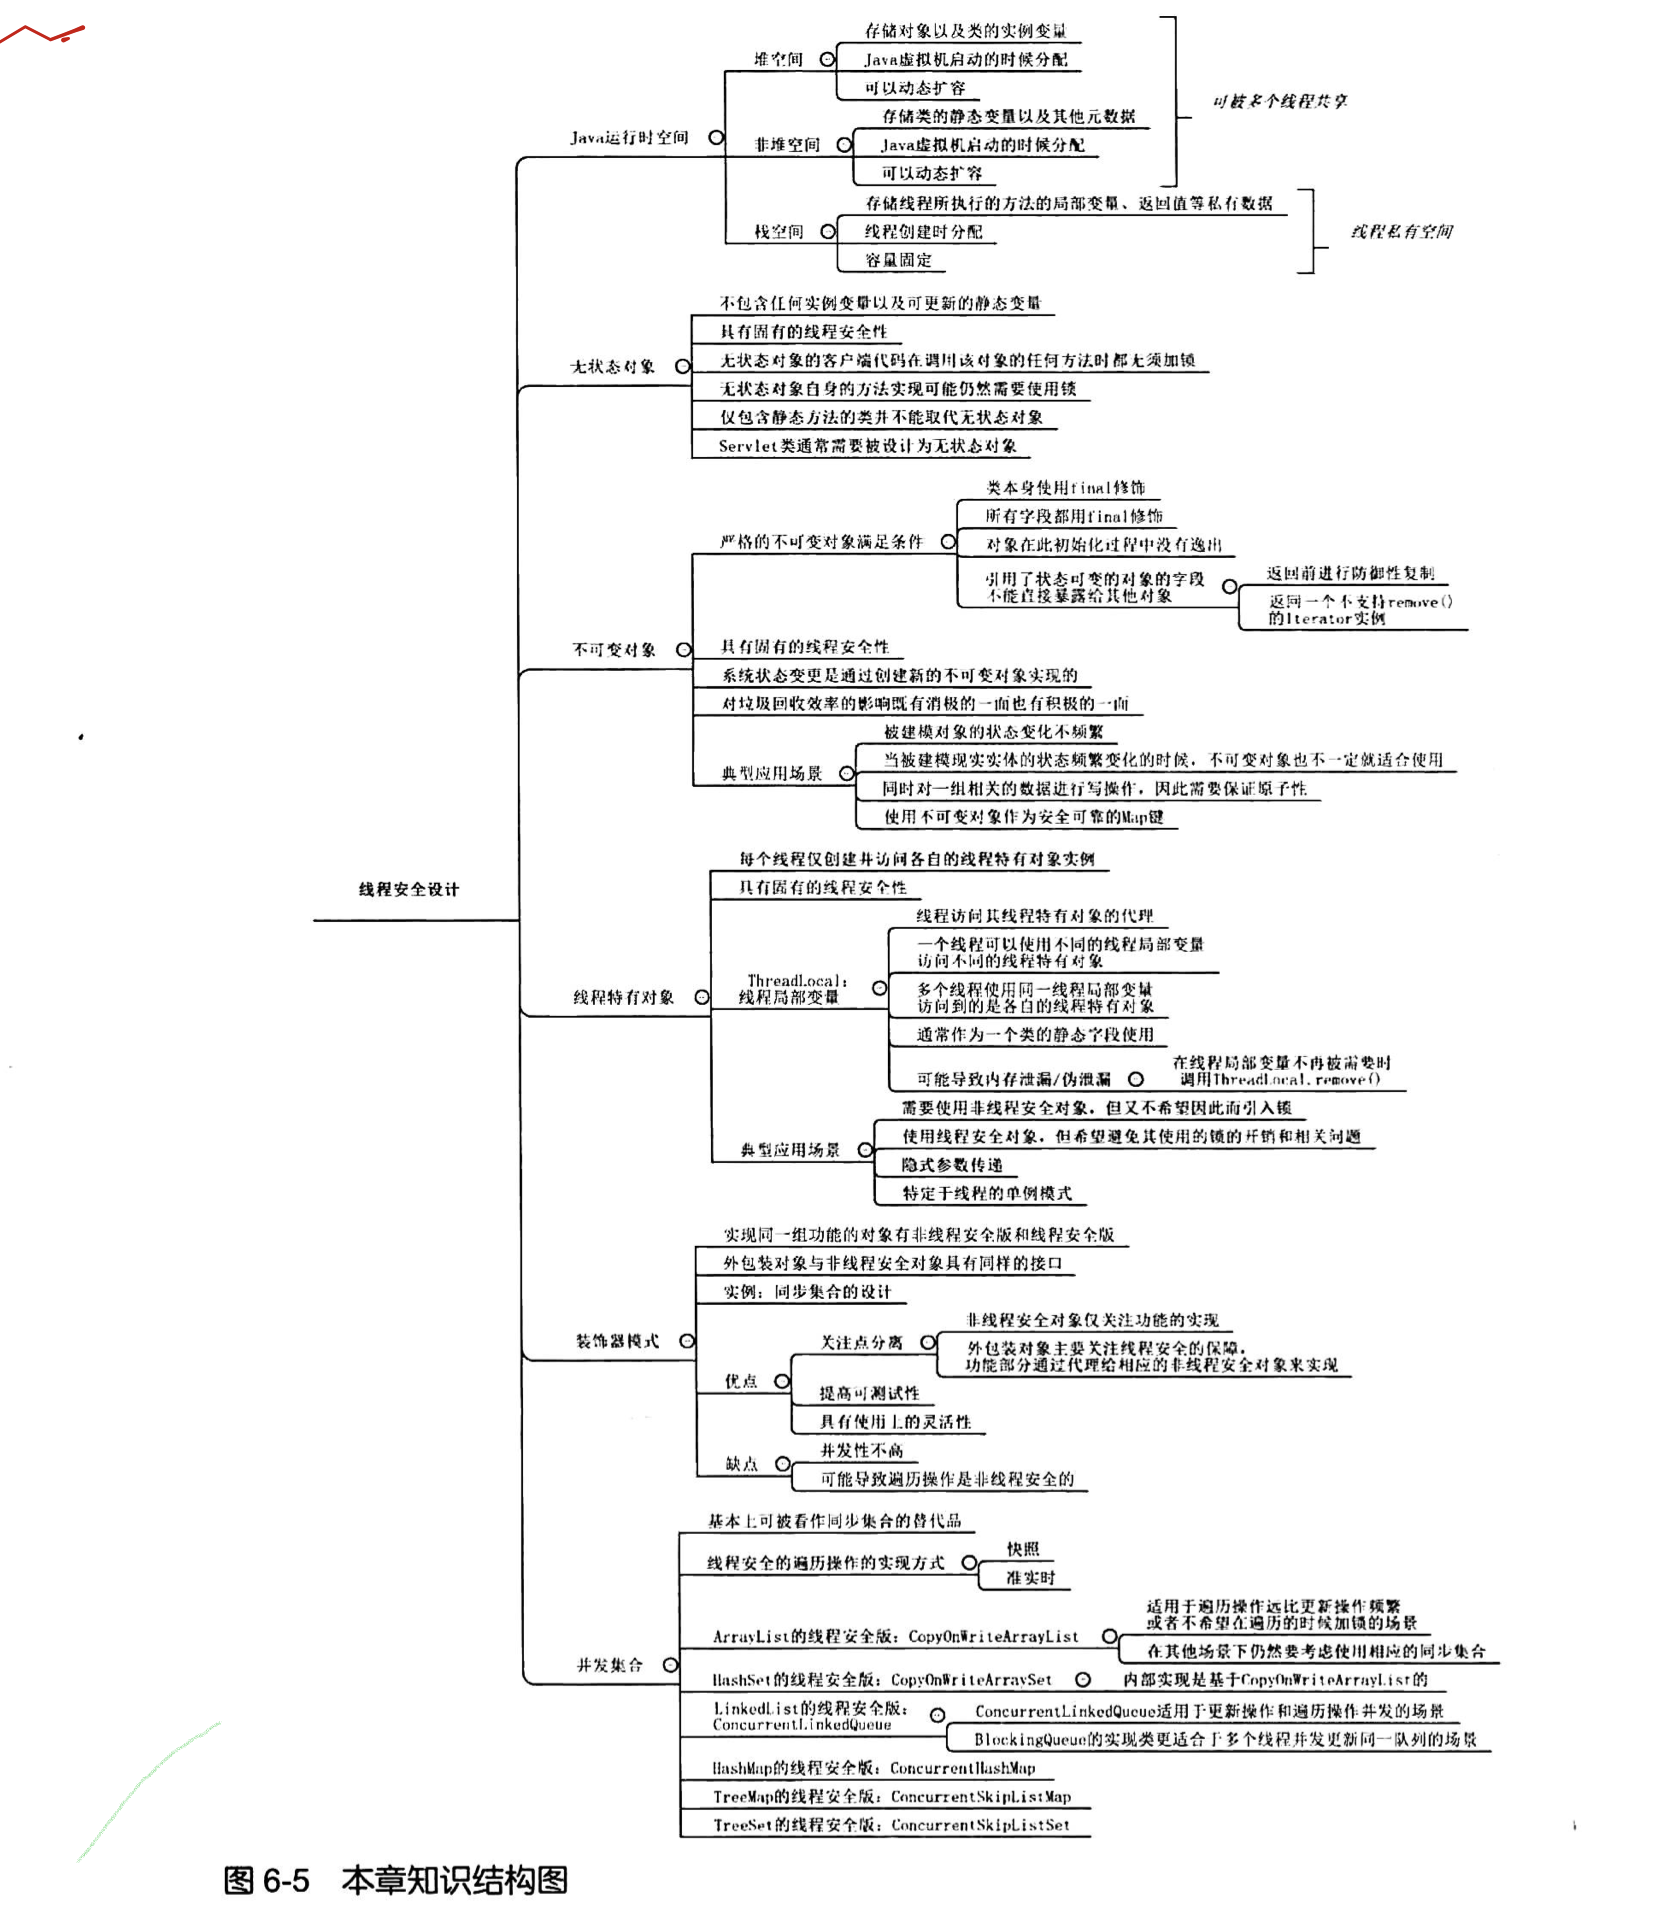 存储对象以及类的实例变量
堆空间
Java虚拟机启动的时候分配
可以动态扩容
可被多个线程共享
存储类的静态变量以及其他元数据
Java运行时空间
非堆空间
Java虚拟机启动的时候分配
可以动态扩容
存储线程所执行的方法的局部变量、返回值等私有数据
栈空间
线程创建时分配
线程私有空间
容量固定
不包含任何实例变量以及可更新的静态变量
具有固有的线程安全性
无状态对象
无状态对象的客户端代码在调用该对象的任何方法时都无须加锁
无状态对象自身的方法实现可能仍然需要使用锁
仅包含静态方法的类并不能取代无状态对象
Servlet类通常需要被设计为无状态对象
类本身使用final修饰
所有字段都用final修饰
严格的不可变对象满足条件
对象在此初始化过程中没有逸出
引用了状态可变的对象的字段
不能直接暴露给其他对象
返回前进行防御性复制
返回一个不支持remove()
的Iterator实例
不可变对象
具有固有的线程安全性
系统状态变更是通过创建新的不可变对象实现的
对垃圾回收效率的影响既有消极的一面也有积极的一面
被建模对象的状态变化不频繁
典型应用场景
当被建模现实实体的状态频繁变化的时候，不可变对象也不一定就适合使用
同时对一组相关的数据进行写操作，因此需要保证原子性
使用不可变对象作为安全可靠的Map键
每个线程仅创建并访问各自的线程特有对象实例
线程安全设计
具有固有的线程安全性
线程访问其线程特有对象的代理
一个线程可以使用不同的线程局部变量
访问不同的线程特有对象
线程特有对象
ThreadLocal：
线程局部变量
多个线程使用同一线程局部变量
访问到的是各自的线程特有对象
通常作为一个类的静态字段使用
可能导致内存泄漏/伪泄漏
在线程局部变量不再被需要时
调用ThreadLocal.remove()
需要使用非线程安全对象，但又不希望因此而引入锁
典型应用场景
使用线程安全对象，但希望避免其使用的锁的开销和相关问题
隐式参数传递
特定于线程的单例模式
实现同一组功能的对象有非线程安全版和线程安全版
外包装对象与非线程安全对象具有同样的接口
实例：同步集合的设计
装饰器模式
非线程安全对象仅关注功能的实现
关注点分离
外包装对象主要关注线程安全的保障，
功能部分通过代理给相应的非线程安全对象来实现
优点
提高可测试性
具有使用上的灵活性
并发性不高
缺点
可能导致遍历操作是非线程安全的
基本上可被看作同步集合的替代品
线程安全的遍历操作的实现方式
快照
准实时
适用于遍历操作远比更新操作频繁
或者不希望在遍历的时候加锁的场景
ArrayList的线程安全版：CopyOnWriteArrayList
在其他场景下仍然要考虑使用相应的同步集合
并发集合
HashSet的线程安全版：CopyOnWriteArraySet
内部实现是基于CopyOnWriteArrayList的
LinkedList的线程安全版：
ConcurrentLinkedQueue
ConcurrentLinkedQueue适用于更新操作和遍历操作并发的场景
BlockingQueue的实现类更适合于多个线程并发更新同一队列的场景
HashMap的线程安全版：ConcurrentHashMap
TreeMap的线程安全版：ConcurrentSkipListMap
TreeSet的线程安全版：ConcurrentSkipListSet
图 6-5 本章知识结构图